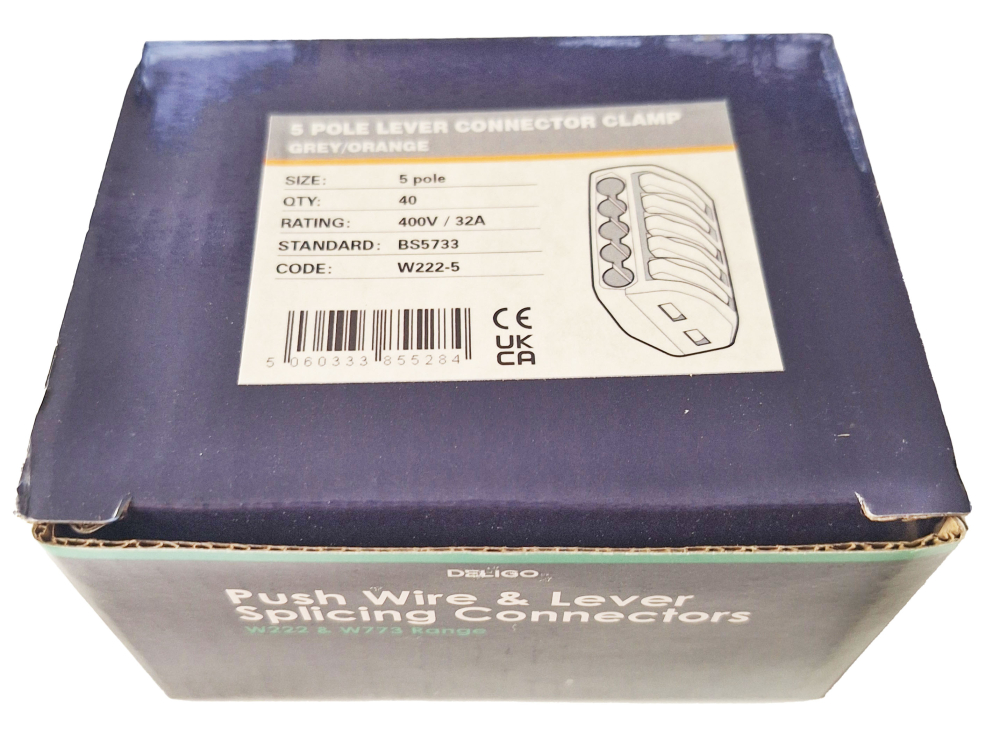 5 POLE LEVER CONNECTOR CLAMP
GREY/ORANGE
SIZE: 5 pole
QTY: 40
RATING: 400V / 32A
STANDARD: BS5733
CODE: W222-5
5 060333 855284
CE
UK
CA
DELIGO
Push Wire & Lever
Splicing Connectors
W222 & W773 Range